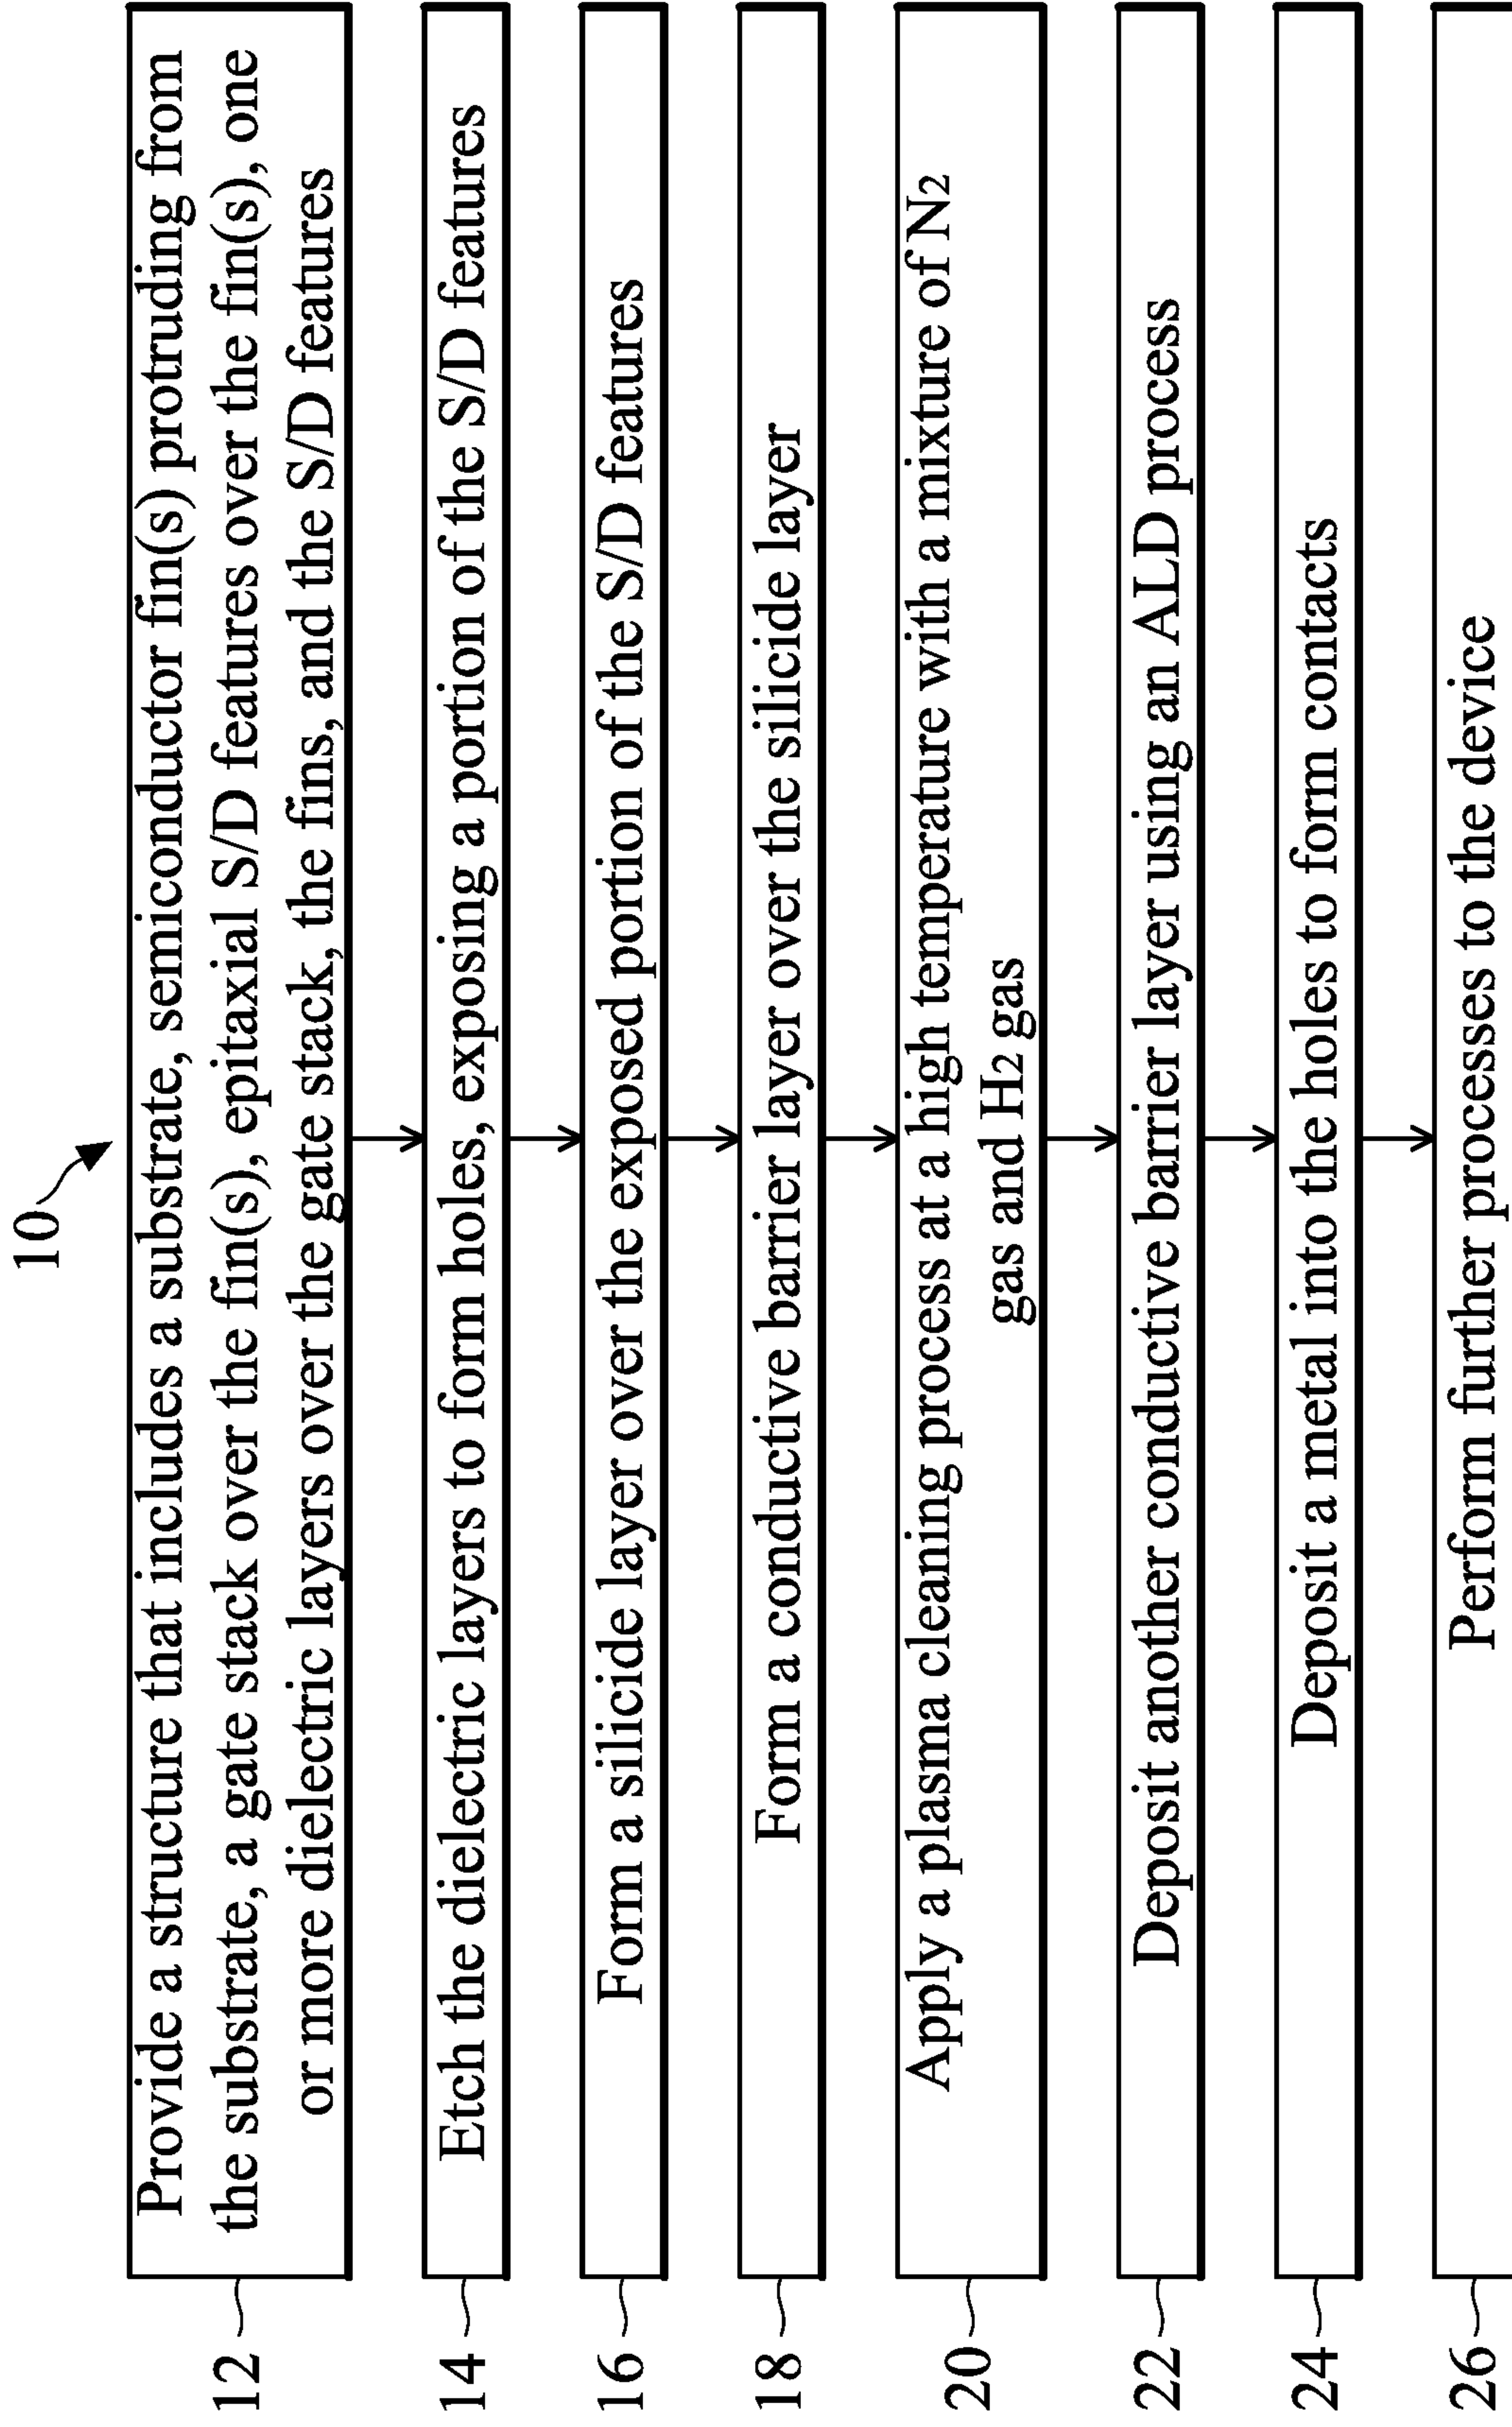 10
12
Provide a structure that includes a substrate, semiconductor fin(s) protruding from
the substrate, a gate stack over the fin(s), epitaxial S/D features over the fin(s), one
or more dielectric layers over the gate stack, the fins, and the S/D features
14
Etch the dielectric layers to form holes, exposing a portion of the S/D features
16
Form a silicide layer over the exposed portion of the S/D features
18
Form a conductive barrier layer over the silicide layer
20
Apply a plasma cleaning process at a high temperature with a mixture of N2
gas and H2 gas
22
Deposit another conductive barrier layer using an ALD process
24
Deposit a metal into the holes to form contacts
26
Perform further processes to the device